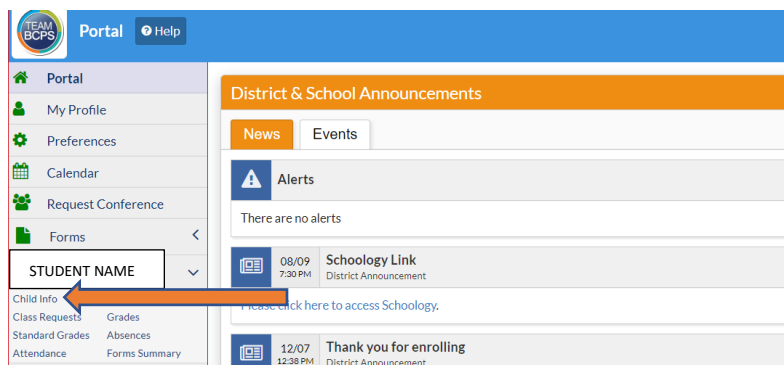 TEAM
BCPS
Portal
Help
Portal
My Profile
Preferences
Calendar
Request Conference
Forms
STUDENT NAME
Child Info
Class Requests Grades
Standard Grades Absences
Attendance Forms Summary
District & School Announcements
News Events
Alerts
There are no alerts
08/09 Schoology Link
7:30 PM District Announcement
Please click here to access Schoology.
12/07 Thank you for enrolling
12:38 PM District Announcement